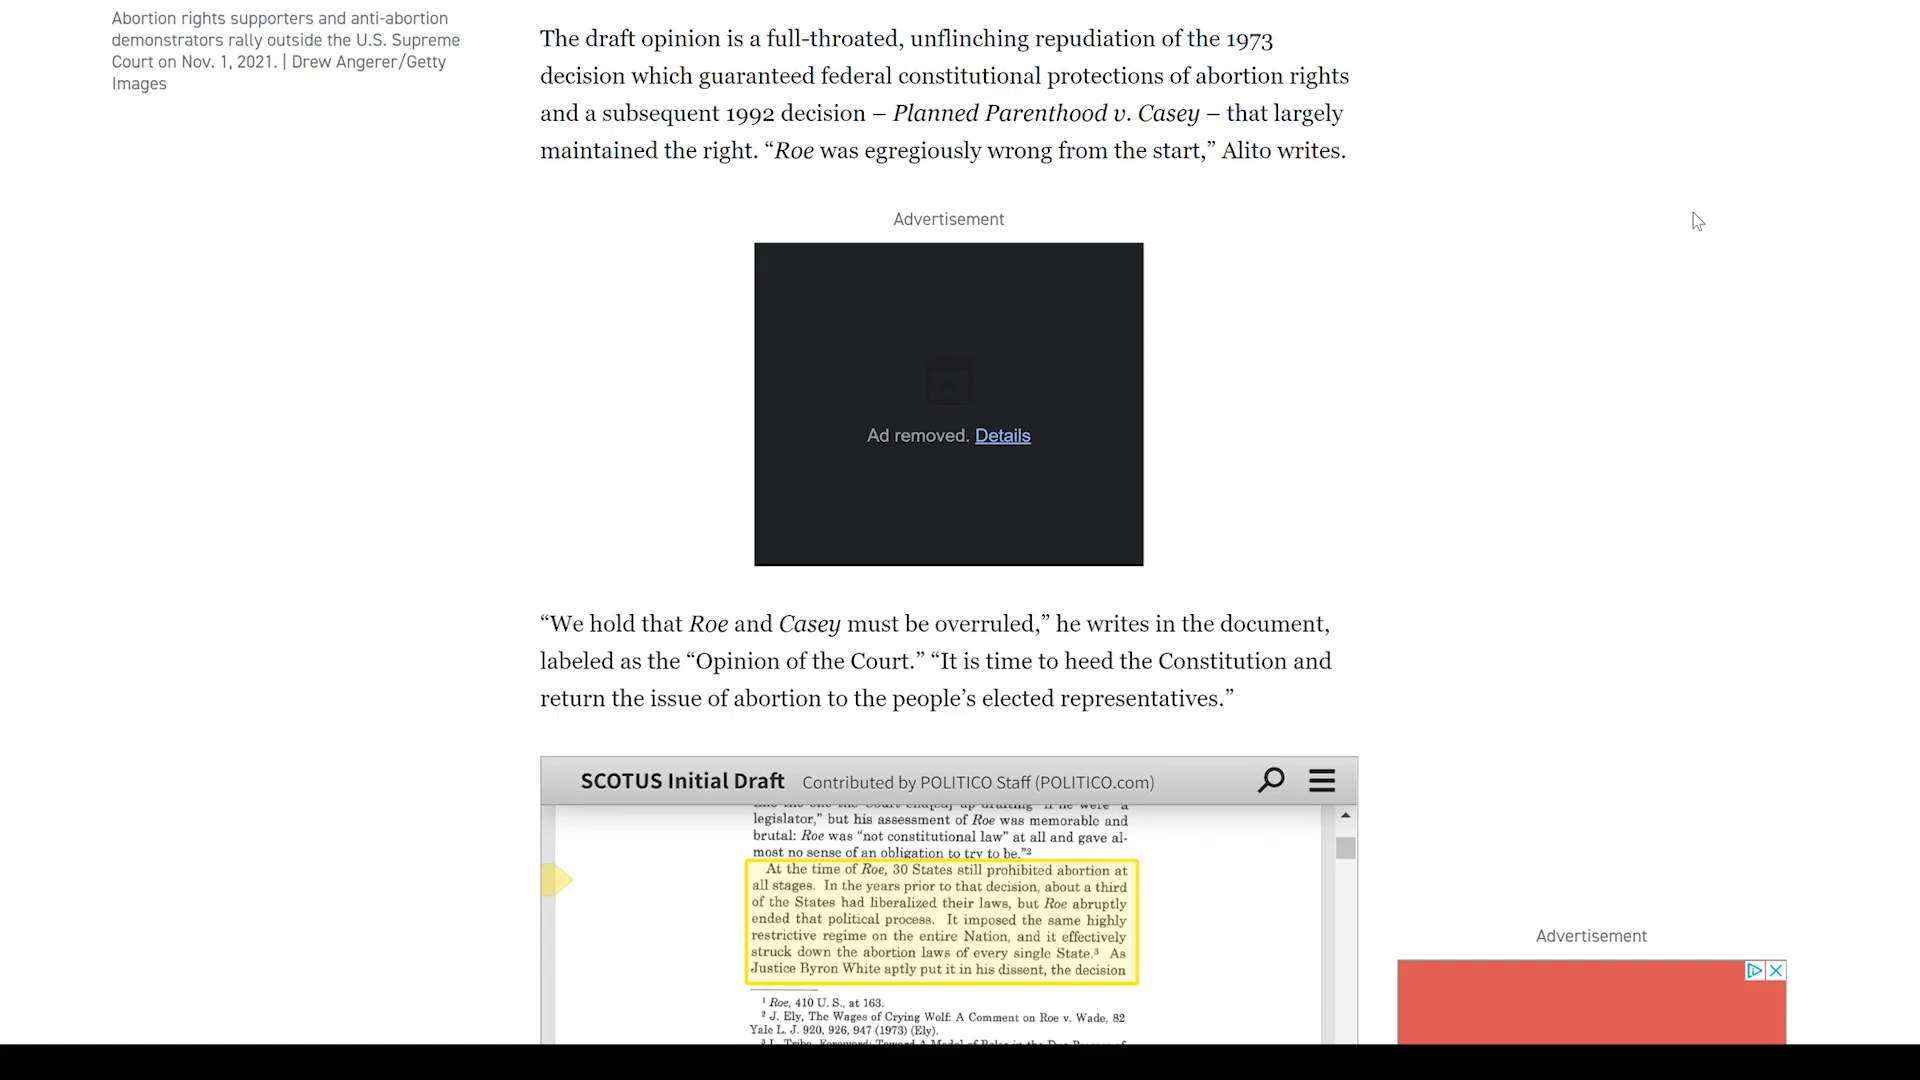 Abortion rights supporters and anti-abortion
demonstrators rally outside the U.S. Supreme
Court on Nov. 1, 2021. | Drew Angerer/Getty
Images
The draft opinion is a full-throated, unflinching repudiation of the 1973
decision which guaranteed federal constitutional protections of abortion rights
and a subsequent 1992 decision – Planned Parenthood v. Casey – that largely
maintained the right. “Roe was egregiously wrong from the start,” Alito writes.
Advertisement
Ad removed. Details
“We hold that Roe and Casey must be overruled,” he writes in the document,
labeled as the “Opinion of the Court.” “It is time to heed the Constitution and
return the issue of abortion to the people’s elected representatives.”
SCOTUS Initial Draft Contributed by POLITICO Staff (POLITICO.com)
legislator,” but his assessment of Roe was memorable and
brutal: Roe was “not constitutional law” at all and gave al-
most no sense of an obligation to try to be.”2
At the time of Roe, 30 States still prohibited abortion at
all stages. In the years prior to that decision, about a third
of the States had liberalized their laws, but Roe abruptly
ended that political process. It imposed the same highly
restrictive regime on the entire Nation, and it effectively
struck down the abortion laws of every single State.3 As
Justice Byron White aptly put it in his dissent, the decision
1 Roe, 410 U. S., at 163.
2 J. Ely, The Wages of Crying Wolf: A Comment on Roe v. Wade, 82
Yale L. J. 920, 926, 947 (1973) (Ely).
Advertisement